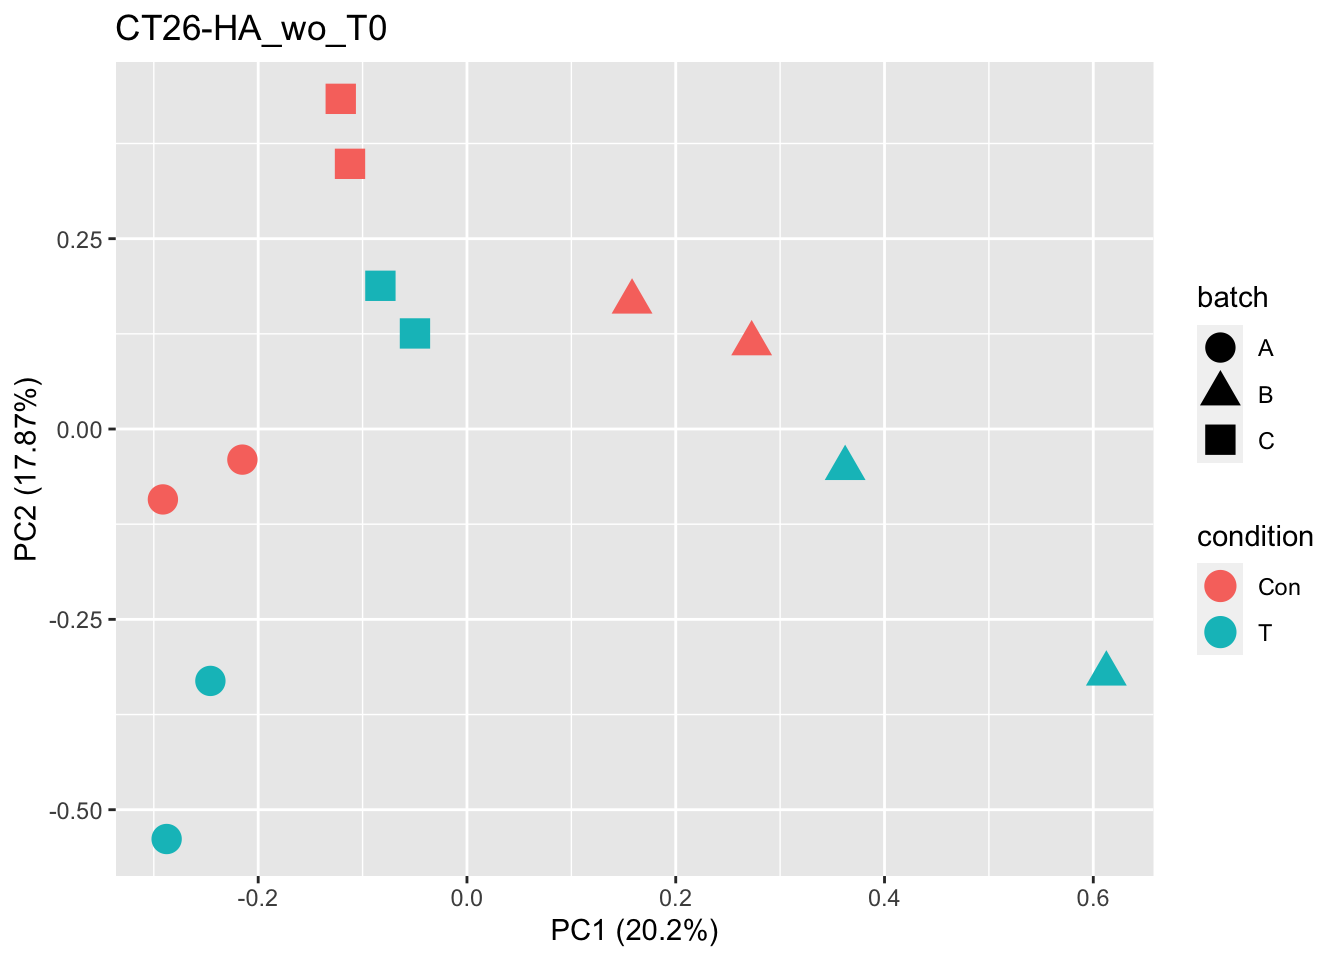 CT26-HA_wo_T0
0.25
0.00
-0.25
-0.50
PC2 (17.87%)
-0.2
0.0
0.2
0.4
0.6
PC1 (20.2%)
batch
A
B
C
condition
Con
T